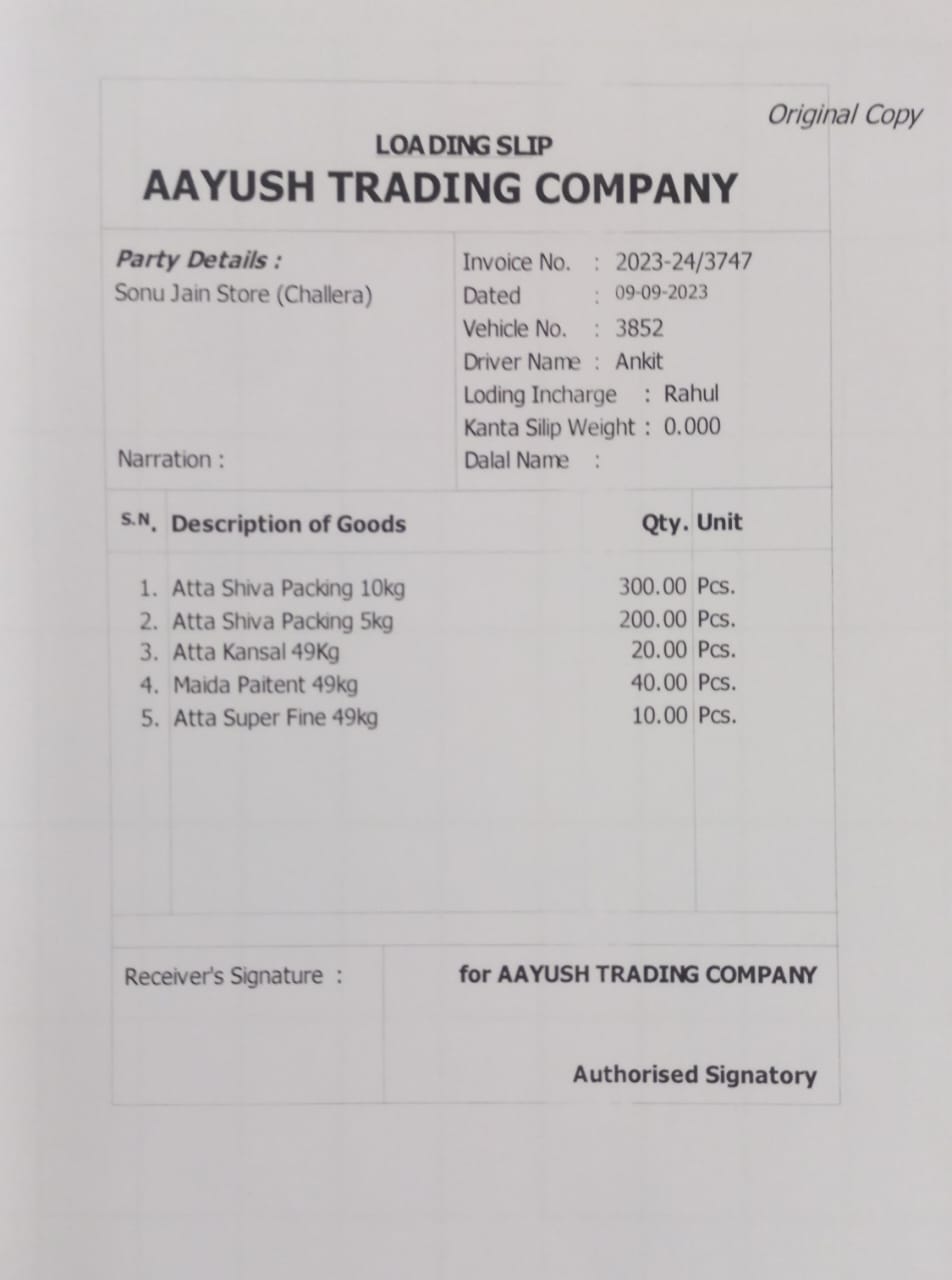 Original Copy
LOADING SLIP
AAYUSH TRADING COMPANY
Party Details :
Sonu Jain Store (Challera)
Narration :
Invoice No. : 2023-24/3747
Dated : 09-09-2023
Vehicle No. : 3852
Driver Name : Ankit
Loding Incharge : Rahul
Kanta Silip Weight : 0.000
Dalal Name :
S.N. Description of Goods Qty. Unit
1. Atta Shiva Packing 10kg 300.00 Pcs.
2. Atta Shiva Packing 5kg 200.00 Pcs.
3. Atta Kansal 49Kg 20.00 Pcs.
4. Maida Paitent 49kg 40.00 Pcs.
5. Atta Super Fine 49kg 10.00 Pcs.
Receiver's Signature :
for AAYUSH TRADING COMPANY
Authorised Signatory